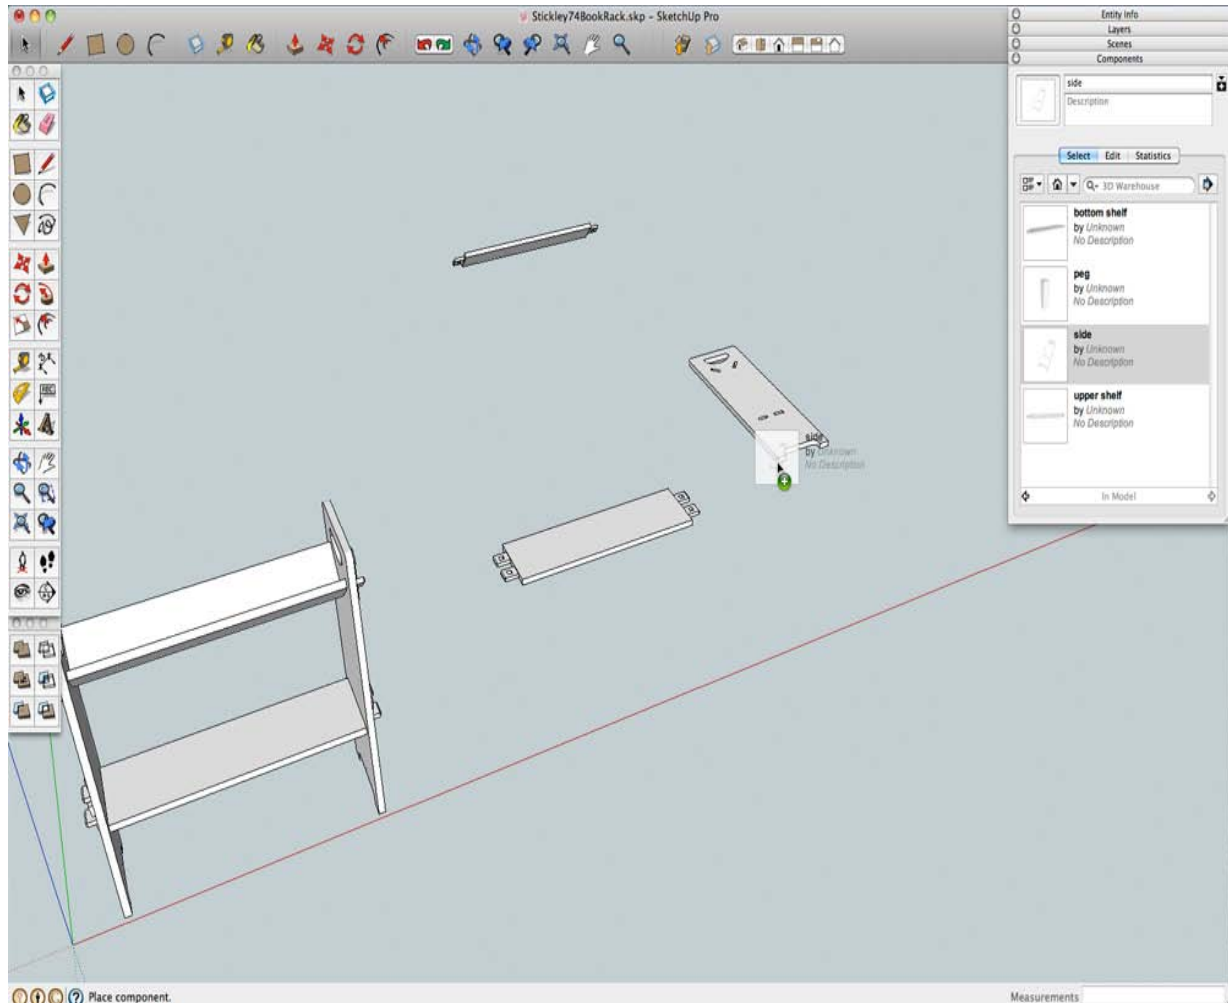 Stickley74BookRack.skp - SketchUp Pro
Entity Info
Layers
Scenes
Components
side
Description
Select Edit Statistics
3D Warehouse
bottom shelf
by Unknown
No Description
peg
by Unknown
No Description
side
by Unknown
No Description
upper shelf
by Unknown
No Description
In Model
ABC
side
by Unknown
No Description
Place component.
Measurements